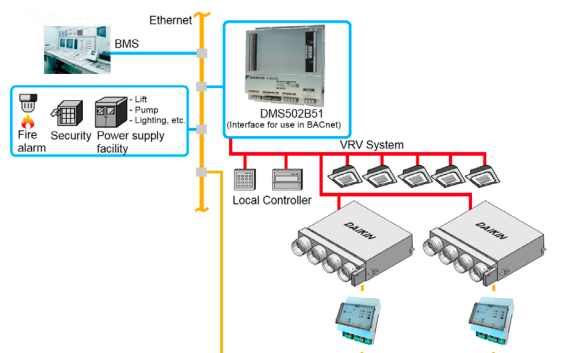 Ethernet
BMS
DAIKIN
DMS502B51
(Interface for use in BACnet)
- Lift
- Pump
- Lighting, etc.
Fire
alarm
Security
Power supply
facility
VRV System
Local Controller
DAIKIN
DAIKIN